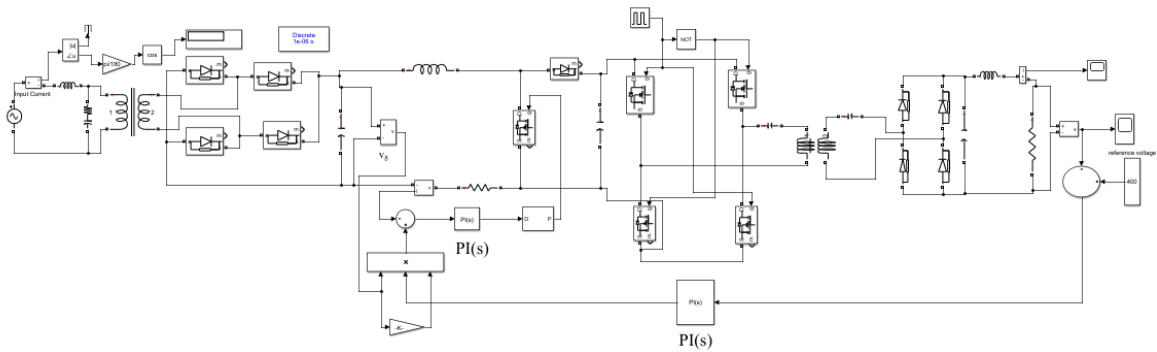 Discrete
1e-06 s.
|u|
∠u
pi/180
cos
NOT
Input Current
1
2
+
v
-
v_g
PI(s)
D
P
PI(s)
×
-K-
reference voltage
400
PI(s)
PI(s)